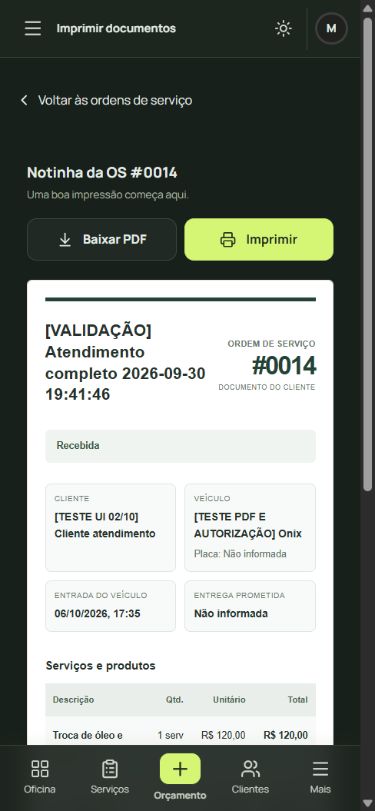 Imprimir documentos
M
Voltar às ordens de serviço
Notinha da OS #0014
Uma boa impressão começa aqui.
Baixar PDF
Imprimir
[VALIDAÇÃO]
Atendimento
completo 2026-09-30
19:41:46
ORDEM DE SERVIÇO
#0014
DOCUMENTO DO CLIENTE
Recebida
CLIENTE
[TESTE UI 02/10]
Cliente atendimento
VEÍCULO
[TESTE PDF E
AUTORIZAÇÃO] Onix
Placa: Não informada
ENTRADA DO VEÍCULO
06/10/2026, 17:35
ENTREGA PROMETIDA
Não informada
Serviços e produtos
Descrição Qtd. Unitário Total
Troca de óleo e 1 serv R$ 120,00 R$ 120,00
Oficina
Serviços
Orçamento
Clientes
Mais